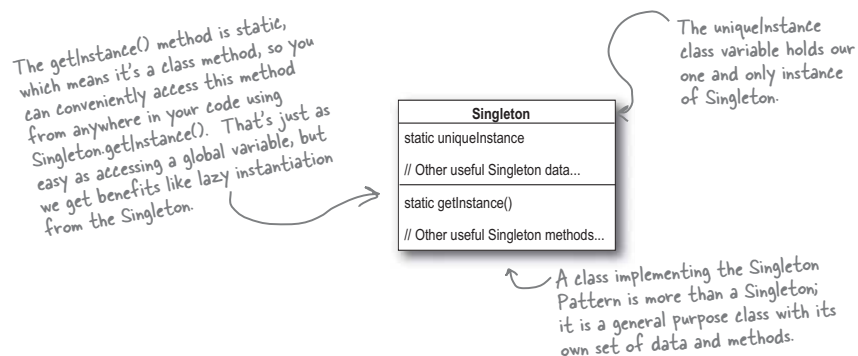 The getInstance() method is static,
which means it's a class method, so you
can conveniently access this method
from anywhere in your code using
Singleton.getInstance(). That's just as
easy as accessing a global variable, but
we get benefits like lazy instantiation
from the Singleton.
The uniqueInstance
class variable holds our
one and only instance
of Singleton.
Singleton
static uniqueInstance
// Other useful Singleton data...
static getInstance()
// Other useful Singleton methods...
A class implementing the Singleton
Pattern is more than a Singleton;
it is a general purpose class with its
own set of data and methods.